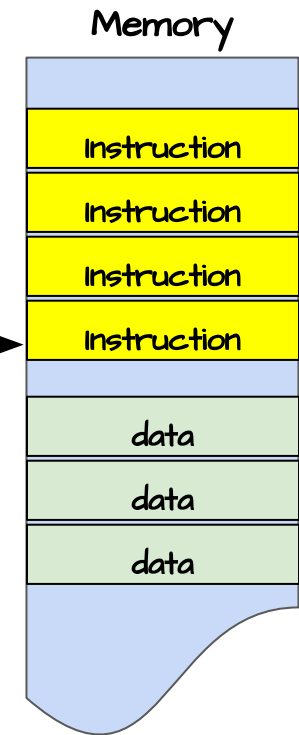 Memory
Instruction
Instruction
Instruction
Instruction
data
data
data